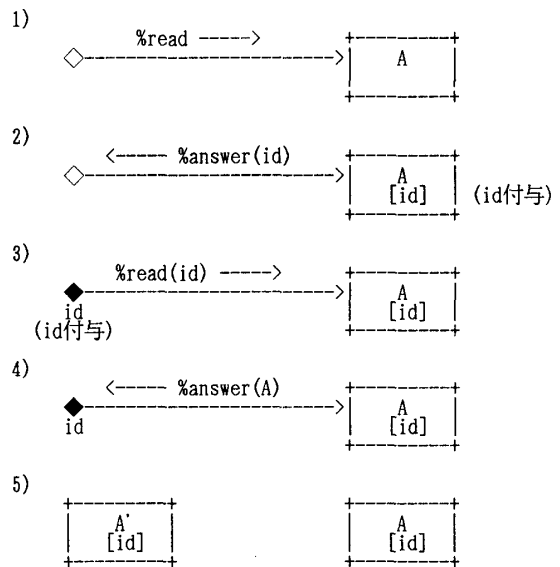 1)
%read ----->
◇----------------------->
A
2)
<----- %answer(id)
◇----------------------->
A
[id]
(id付与)
3)
%read(id) ----->
◆----------------------->
id
(id付与)
A
[id]
4)
<----- %answer(A)
◆----------------------->
id
A
[id]
5)
A'
[id]
A
[id]